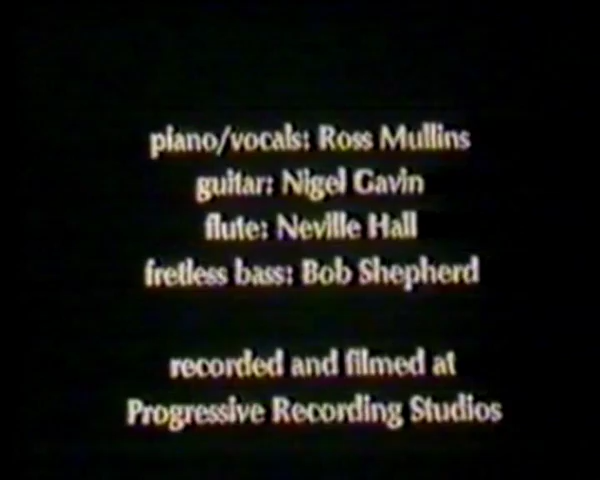 piano/vocals: Ross Mullins
guitar: Nigel Gavin
flute: Neville Hall
fretless bass: Bob Shepherd
recorded and filmed at
Progressive Recording Studios